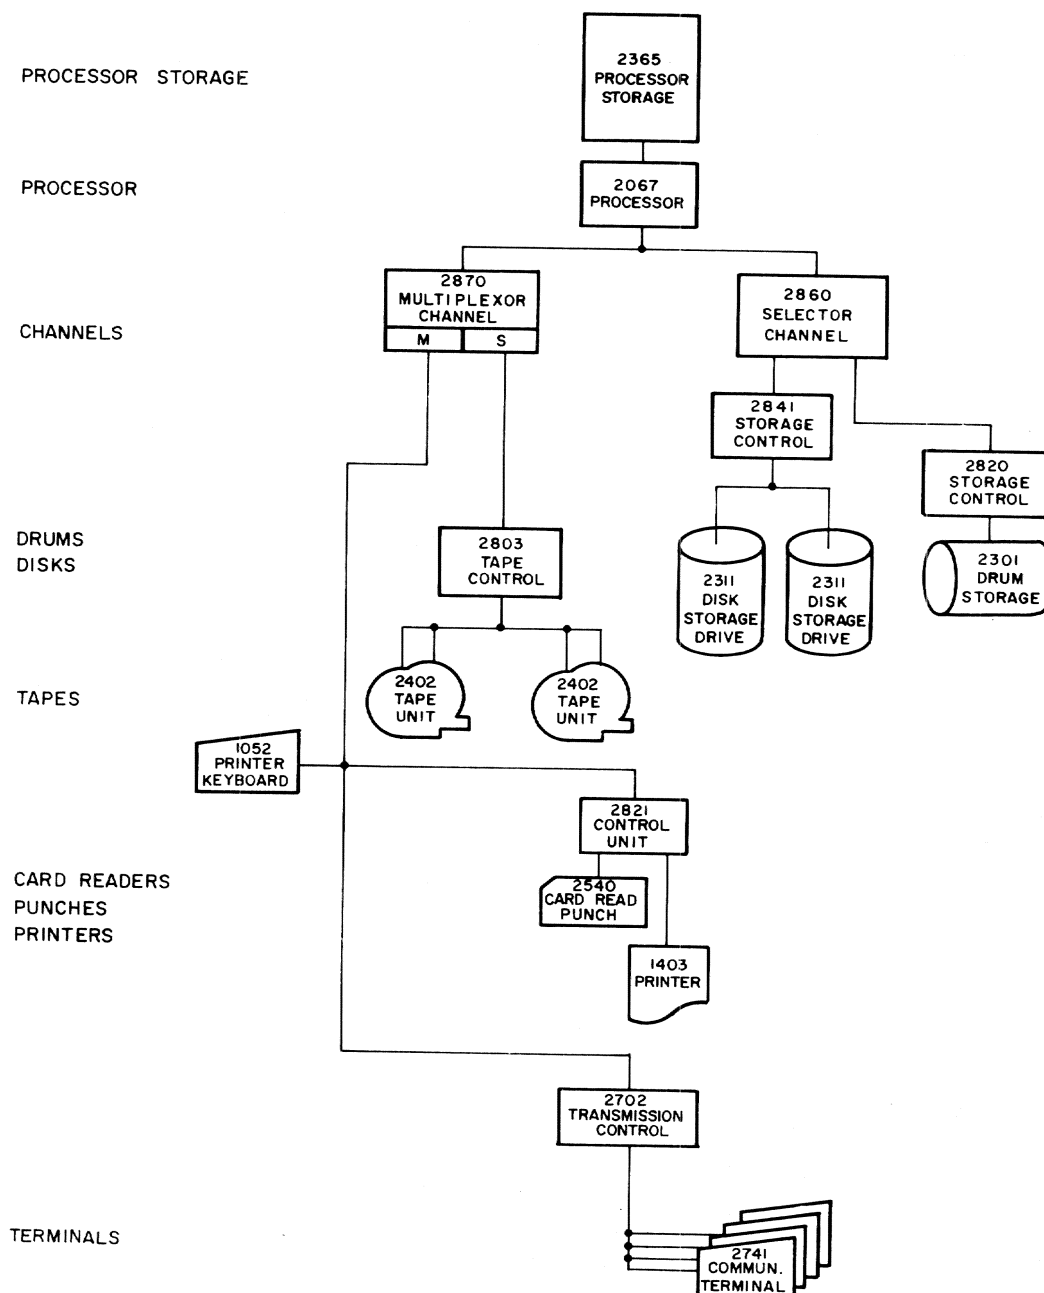 PROCESSOR STORAGE
2365
PROCESSOR
STORAGE
PROCESSOR
2067
PROCESSOR
CHANNELS
2870
MULTIPLEXOR
CHANNEL
M
S
2860
SELECTOR
CHANNEL
2841
STORAGE
CONTROL
2820
STORAGE
CONTROL
DRUMS
DISKS
2803
TAPE
CONTROL
2311
DISK
STORAGE
DRIVE
2311
DISK
STORAGE
DRIVE
2301
DRUM
STORAGE
TAPES
2402
TAPE
UNIT
2402
TAPE
UNIT
1052
PRINTER
KEYBOARD
2821
CONTROL
UNIT
CARD READERS
PUNCHES
PRINTERS
2540
CARD READ
PUNCH
1403
PRINTER
2702
TRANSMISSION
CONTROL
TERMINALS
2741
COMMUN.
TERMINAL